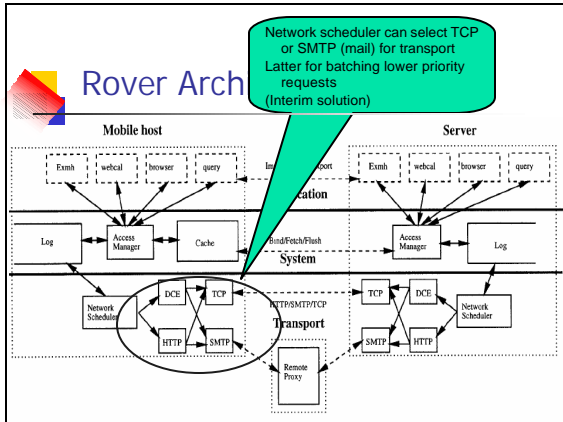 Network scheduler can select TCP
or SMTP (mail) for transport
Latter for batching lower priority
requests
(Interim solution)
Rover Archi
Mobile host
Server
Exmh
webcal
browser
query
Im
port
Exmh
webcal
browser
query
cation
Log
Access
Manager
Cache
Bind/Fetch/Flush
System
Access
Manager
Log
Network
Scheduler
DCE
TCP
HTTP
SMTP
HTTP/SMTP/TCP
Transport
Remote
Proxy
TCP
DCE
SMTP
HTTP
Network
Scheduler